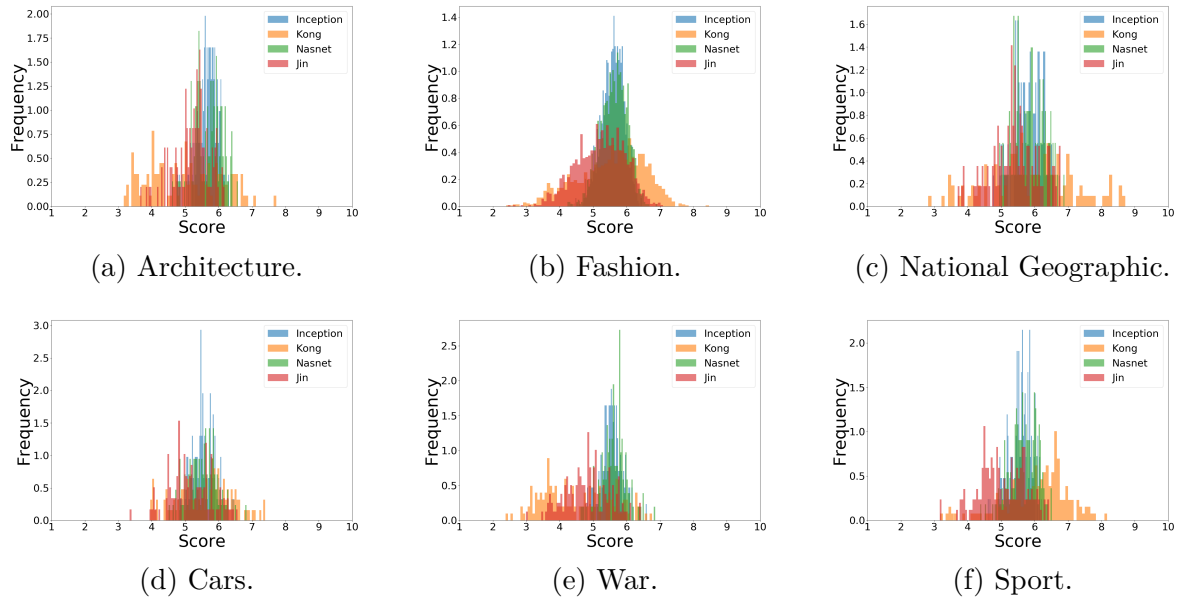 2.00
1.75
1.50
1.25
1.00
0.75
0.50
0.25
0.00
Frequency
1 2 3 4 5 6 7 8 9 10
Score
Inception
Kong
Nasnet
Jin
(a) Architecture.
1.4
1.2
1.0
0.8
0.6
0.4
0.2
0.0
Frequency
1 2 3 4 5 6 7 8 9 10
Score
Inception
Kong
Nasnet
Jin
(b) Fashion.
1.6
1.4
1.2
1.0
0.8
0.6
0.4
0.2
0.0
Frequency
1 2 3 4 5 6 7 8 9 10
Score
Inception
Kong
Nasnet
Jin
(c) National Geographic.
3.0
2.5
2.0
1.5
1.0
0.5
0.0
Frequency
1 2 3 4 5 6 7 8 9 10
Score
Inception
Kong
Nasnet
Jin
(d) Cars.
2.5
2.0
1.5
1.0
0.5
0.0
Frequency
1 2 3 4 5 6 7 8 9 10
Score
Inception
Kong
Nasnet
Jin
(e) War.
2.0
1.5
1.0
0.5
0.0
Frequency
1 2 3 4 5 6 7 8 9 10
Score
Inception
Kong
Nasnet
Jin
(f) Sport.